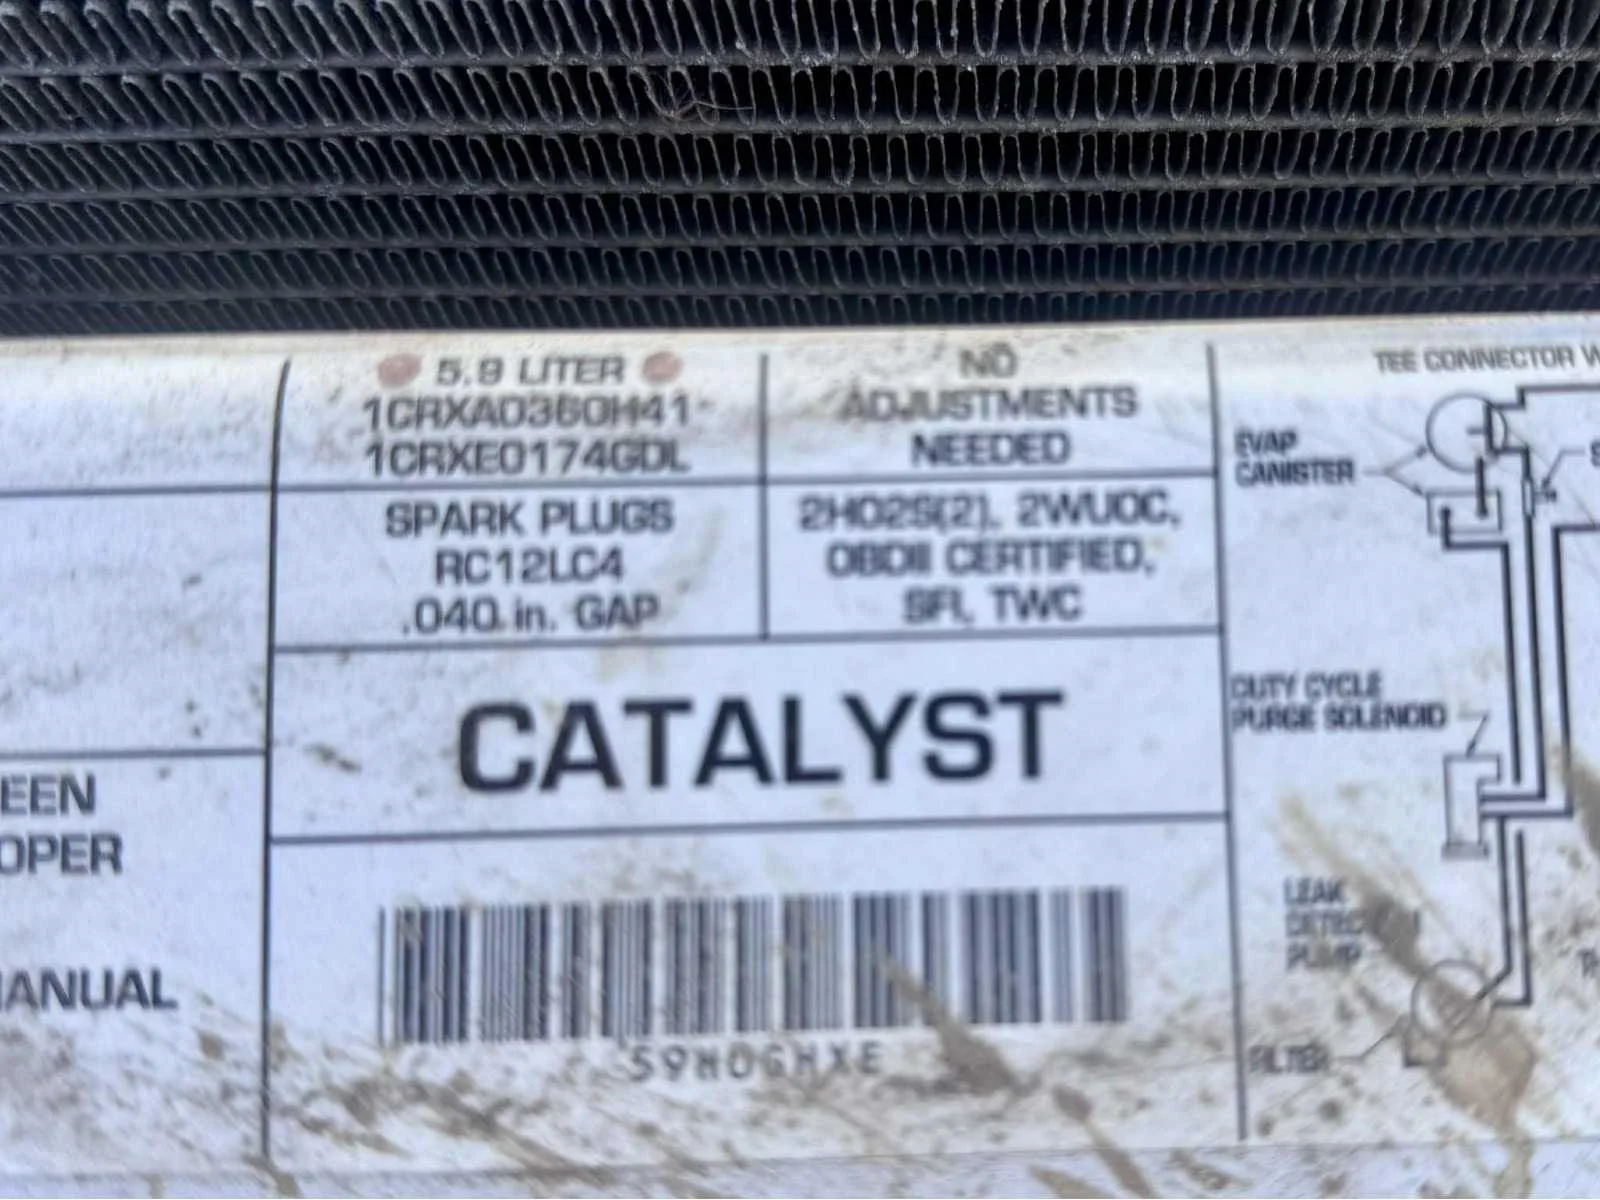 5.9 LITER
1CRXA0360H41
1CRXE0174GDL
NO
ADJUSTMENTS
NEEDED
SPARK PLUGS
RC12LC4
.040 in. GAP
2HO2S(2), 2WUOC,
OBDII CERTIFIED,
SFI, TWC
CATALYST
EEN
OPER
ANUAL
TEE CONNECTOR W
EVAP
CANISTER
S
DUTY CYCLE
PURGE SOLENOID
LEAK
PUMP
FILTER